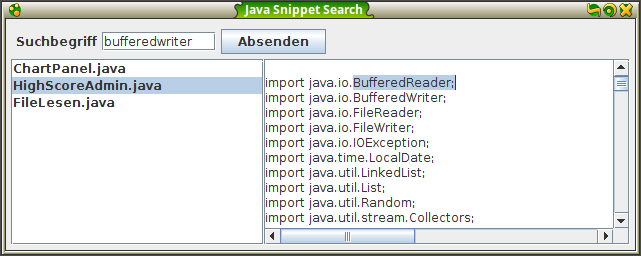 Java Snippet Search
Suchbegriff bufferedwriter Absenden
ChartPanel.java
HighScoreAdmin.java
FileLesen.java
import java.io.BufferedReader;
import java.io.BufferedWriter;
import java.io.FileReader;
import java.io.FileWriter;
import java.io.IOException;
import java.time.LocalDate;
import java.util.LinkedList;
import java.util.List;
import java.util.Random;
import java.util.stream.Collectors;